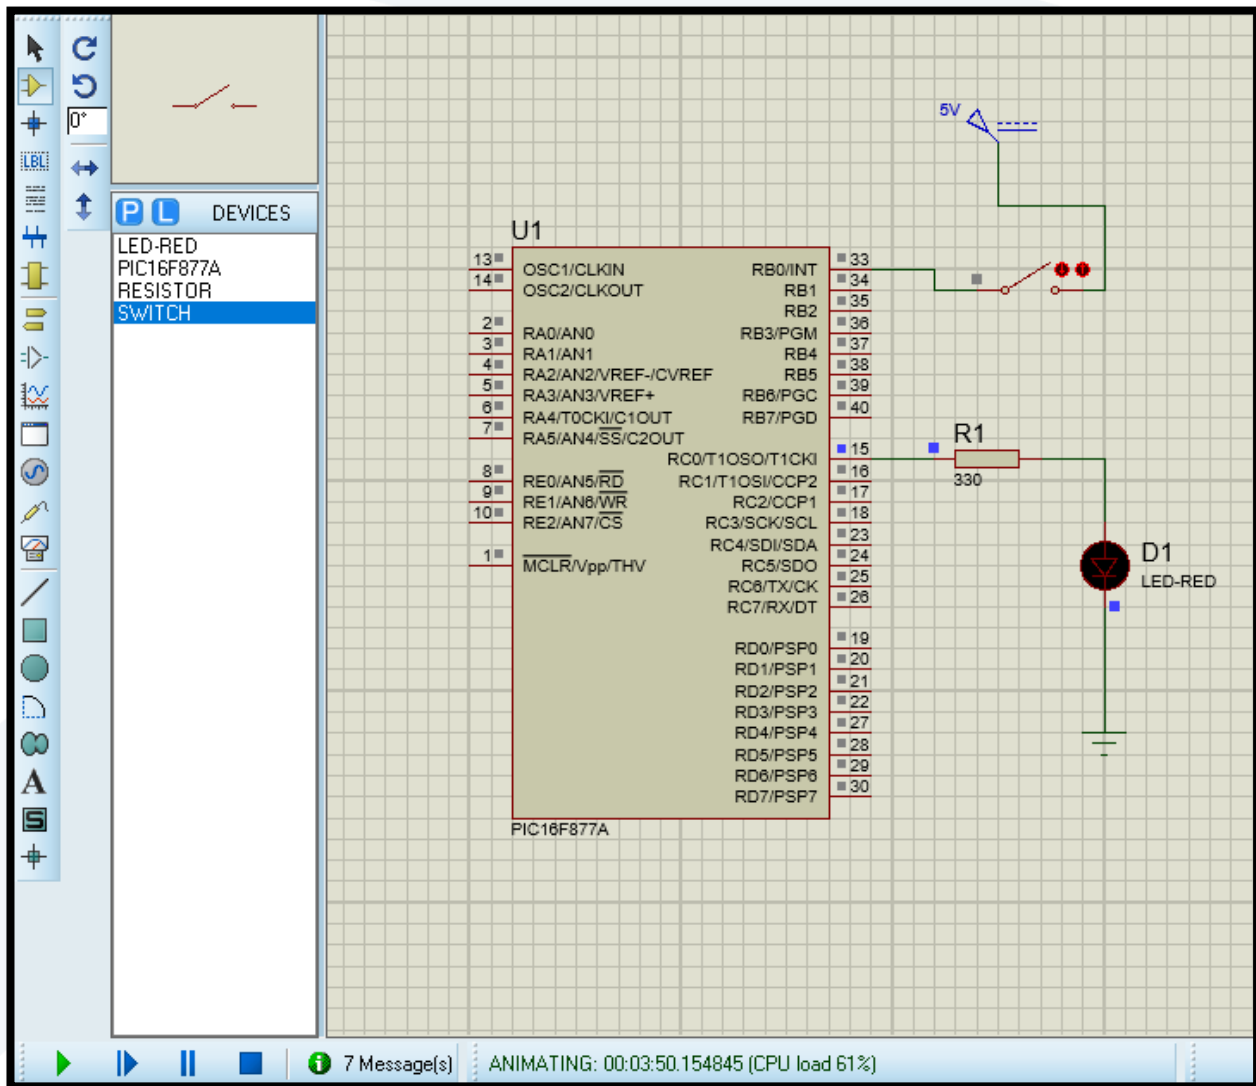 0°
LBL
A
S
P L DEVICES
LED-RED
PIC16F877A
RESISTOR
SWITCH
5V
U1
13 OSC1/CLKIN
14 OSC2/CLKOUT
2 RA0/AN0
3 RA1/AN1
4 RA2/AN2/VREF-/CVREF
5 RA3/AN3/VREF+
6 RA4/T0CKI/C1OUT
7 RA5/AN4/SS/C2OUT
8 RE0/AN5/RD
9 RE1/AN6/WR
10 RE2/AN7/CS
1 MCLR/Vpp/THV
RB0/INT 33
RB1 34
RB2 35
RB3/PGM 36
RB4 37
RB5 38
RB6/PGC 39
RB7/PGD 40
RC0/T1OSO/T1CKI 15
RC1/T1OSI/CCP2 16
RC2/CCP1 17
RC3/SCK/SCL 18
RC4/SDI/SDA 23
RC5/SDO 24
RC6/TX/CK 25
RC7/RX/DT 26
RD0/PSP0 19
RD1/PSP1 20
RD2/PSP2 21
RD3/PSP3 22
RD4/PSP4 27
RD5/PSP5 28
RD6/PSP6 29
RD7/PSP7 30
PIC16F877A
R1
330
D1
LED-RED
7 Message(s)
ANIMATING: 00:03:50.154845 (CPU load 61%)